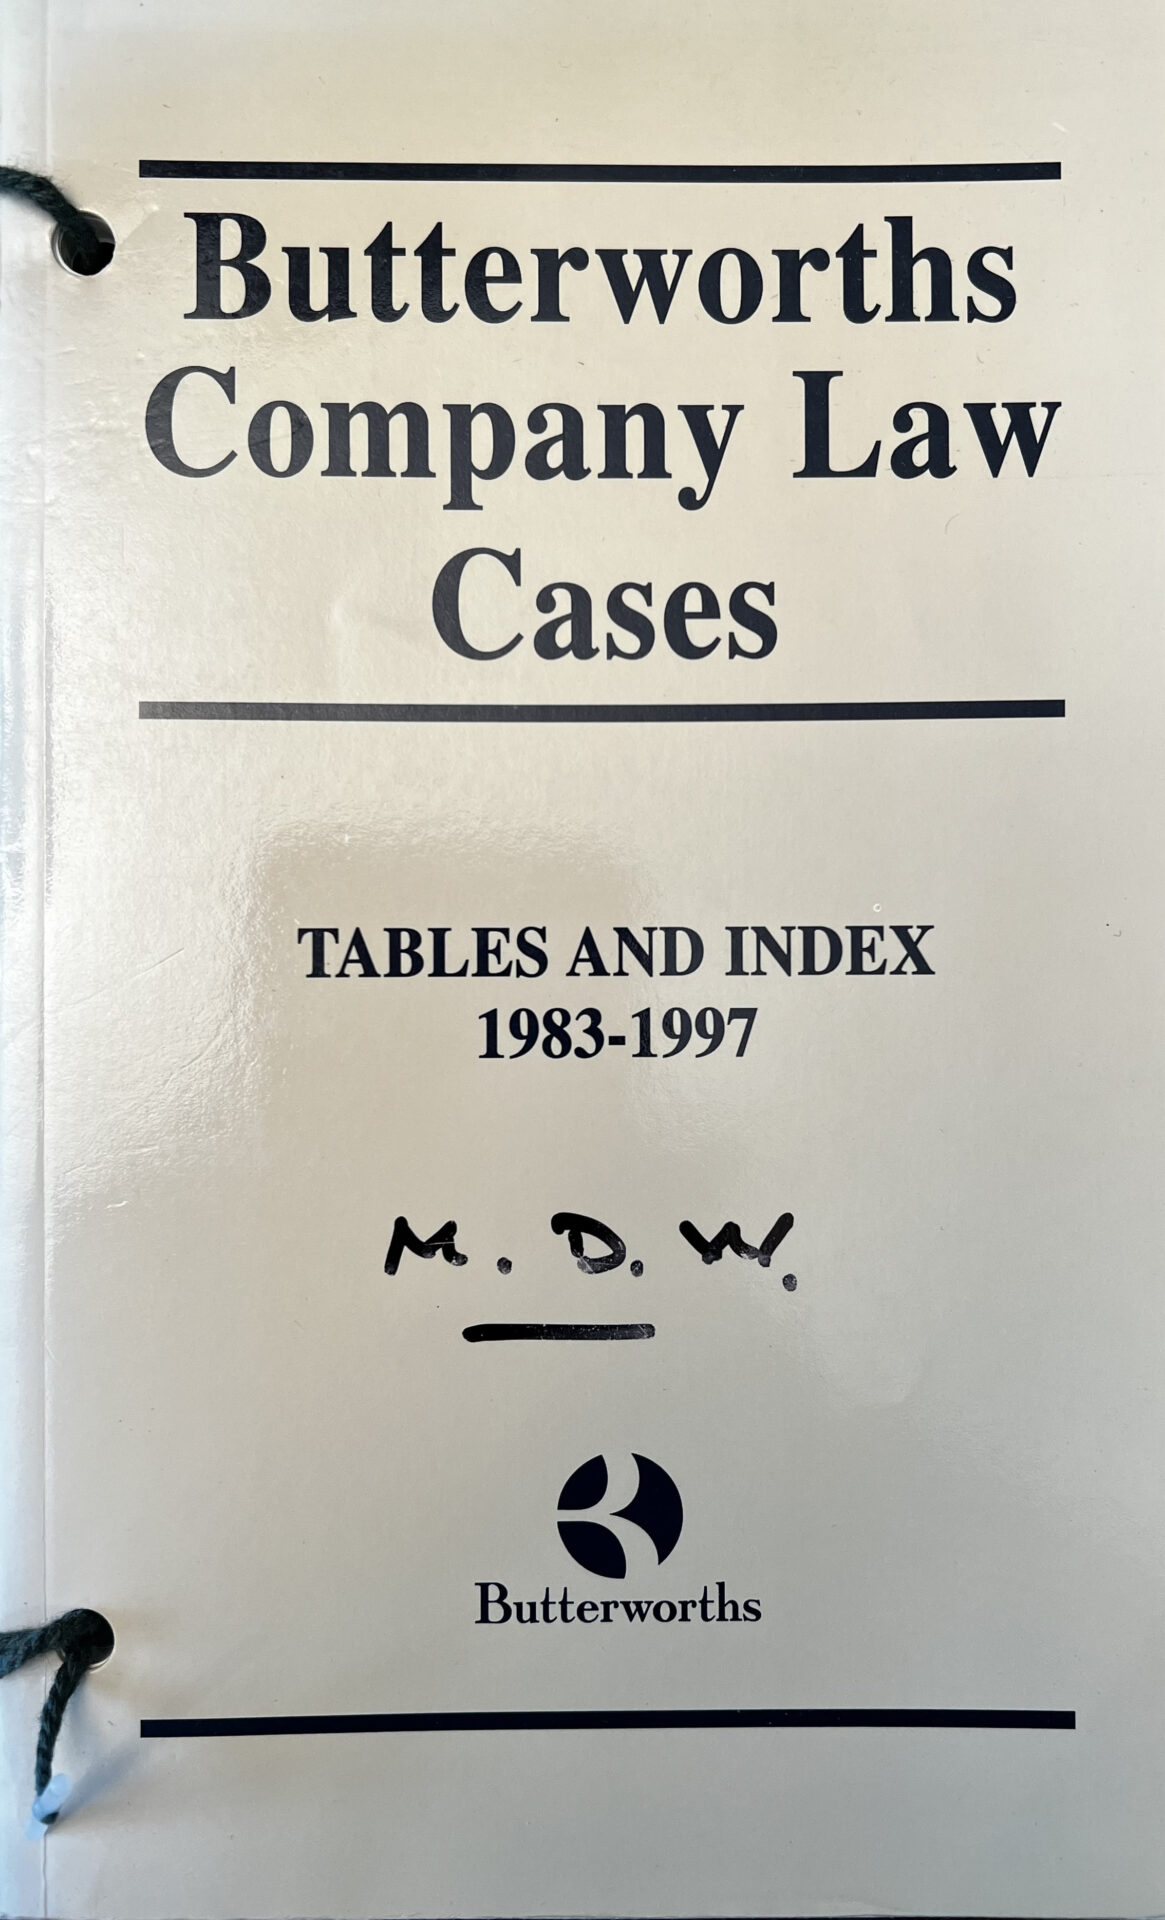 Butterworths
Company Law
Cases
TABLES AND INDEX
1983-1997
M. D. W.
Butterworths